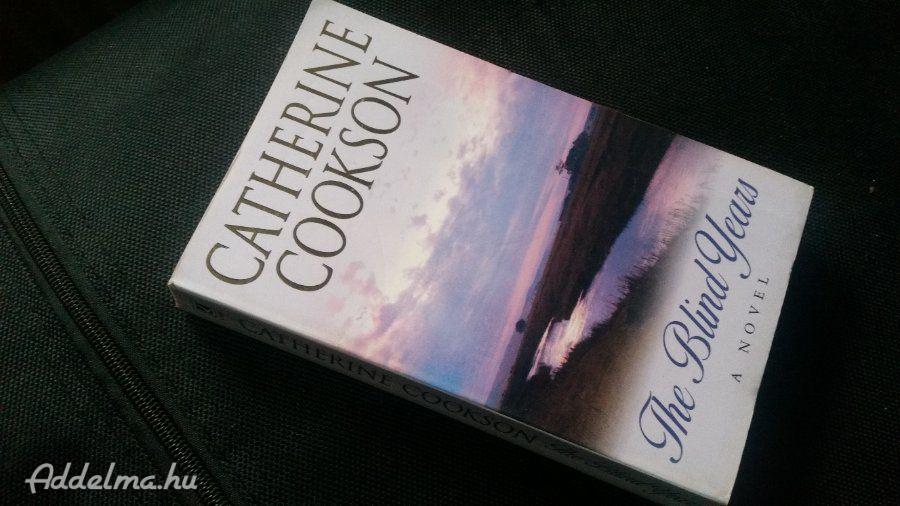 CATHERINE
COOKSON
The Blind Years
A NOVEL
CATHERINE COOKSON The Blind Years
Addelma.hu